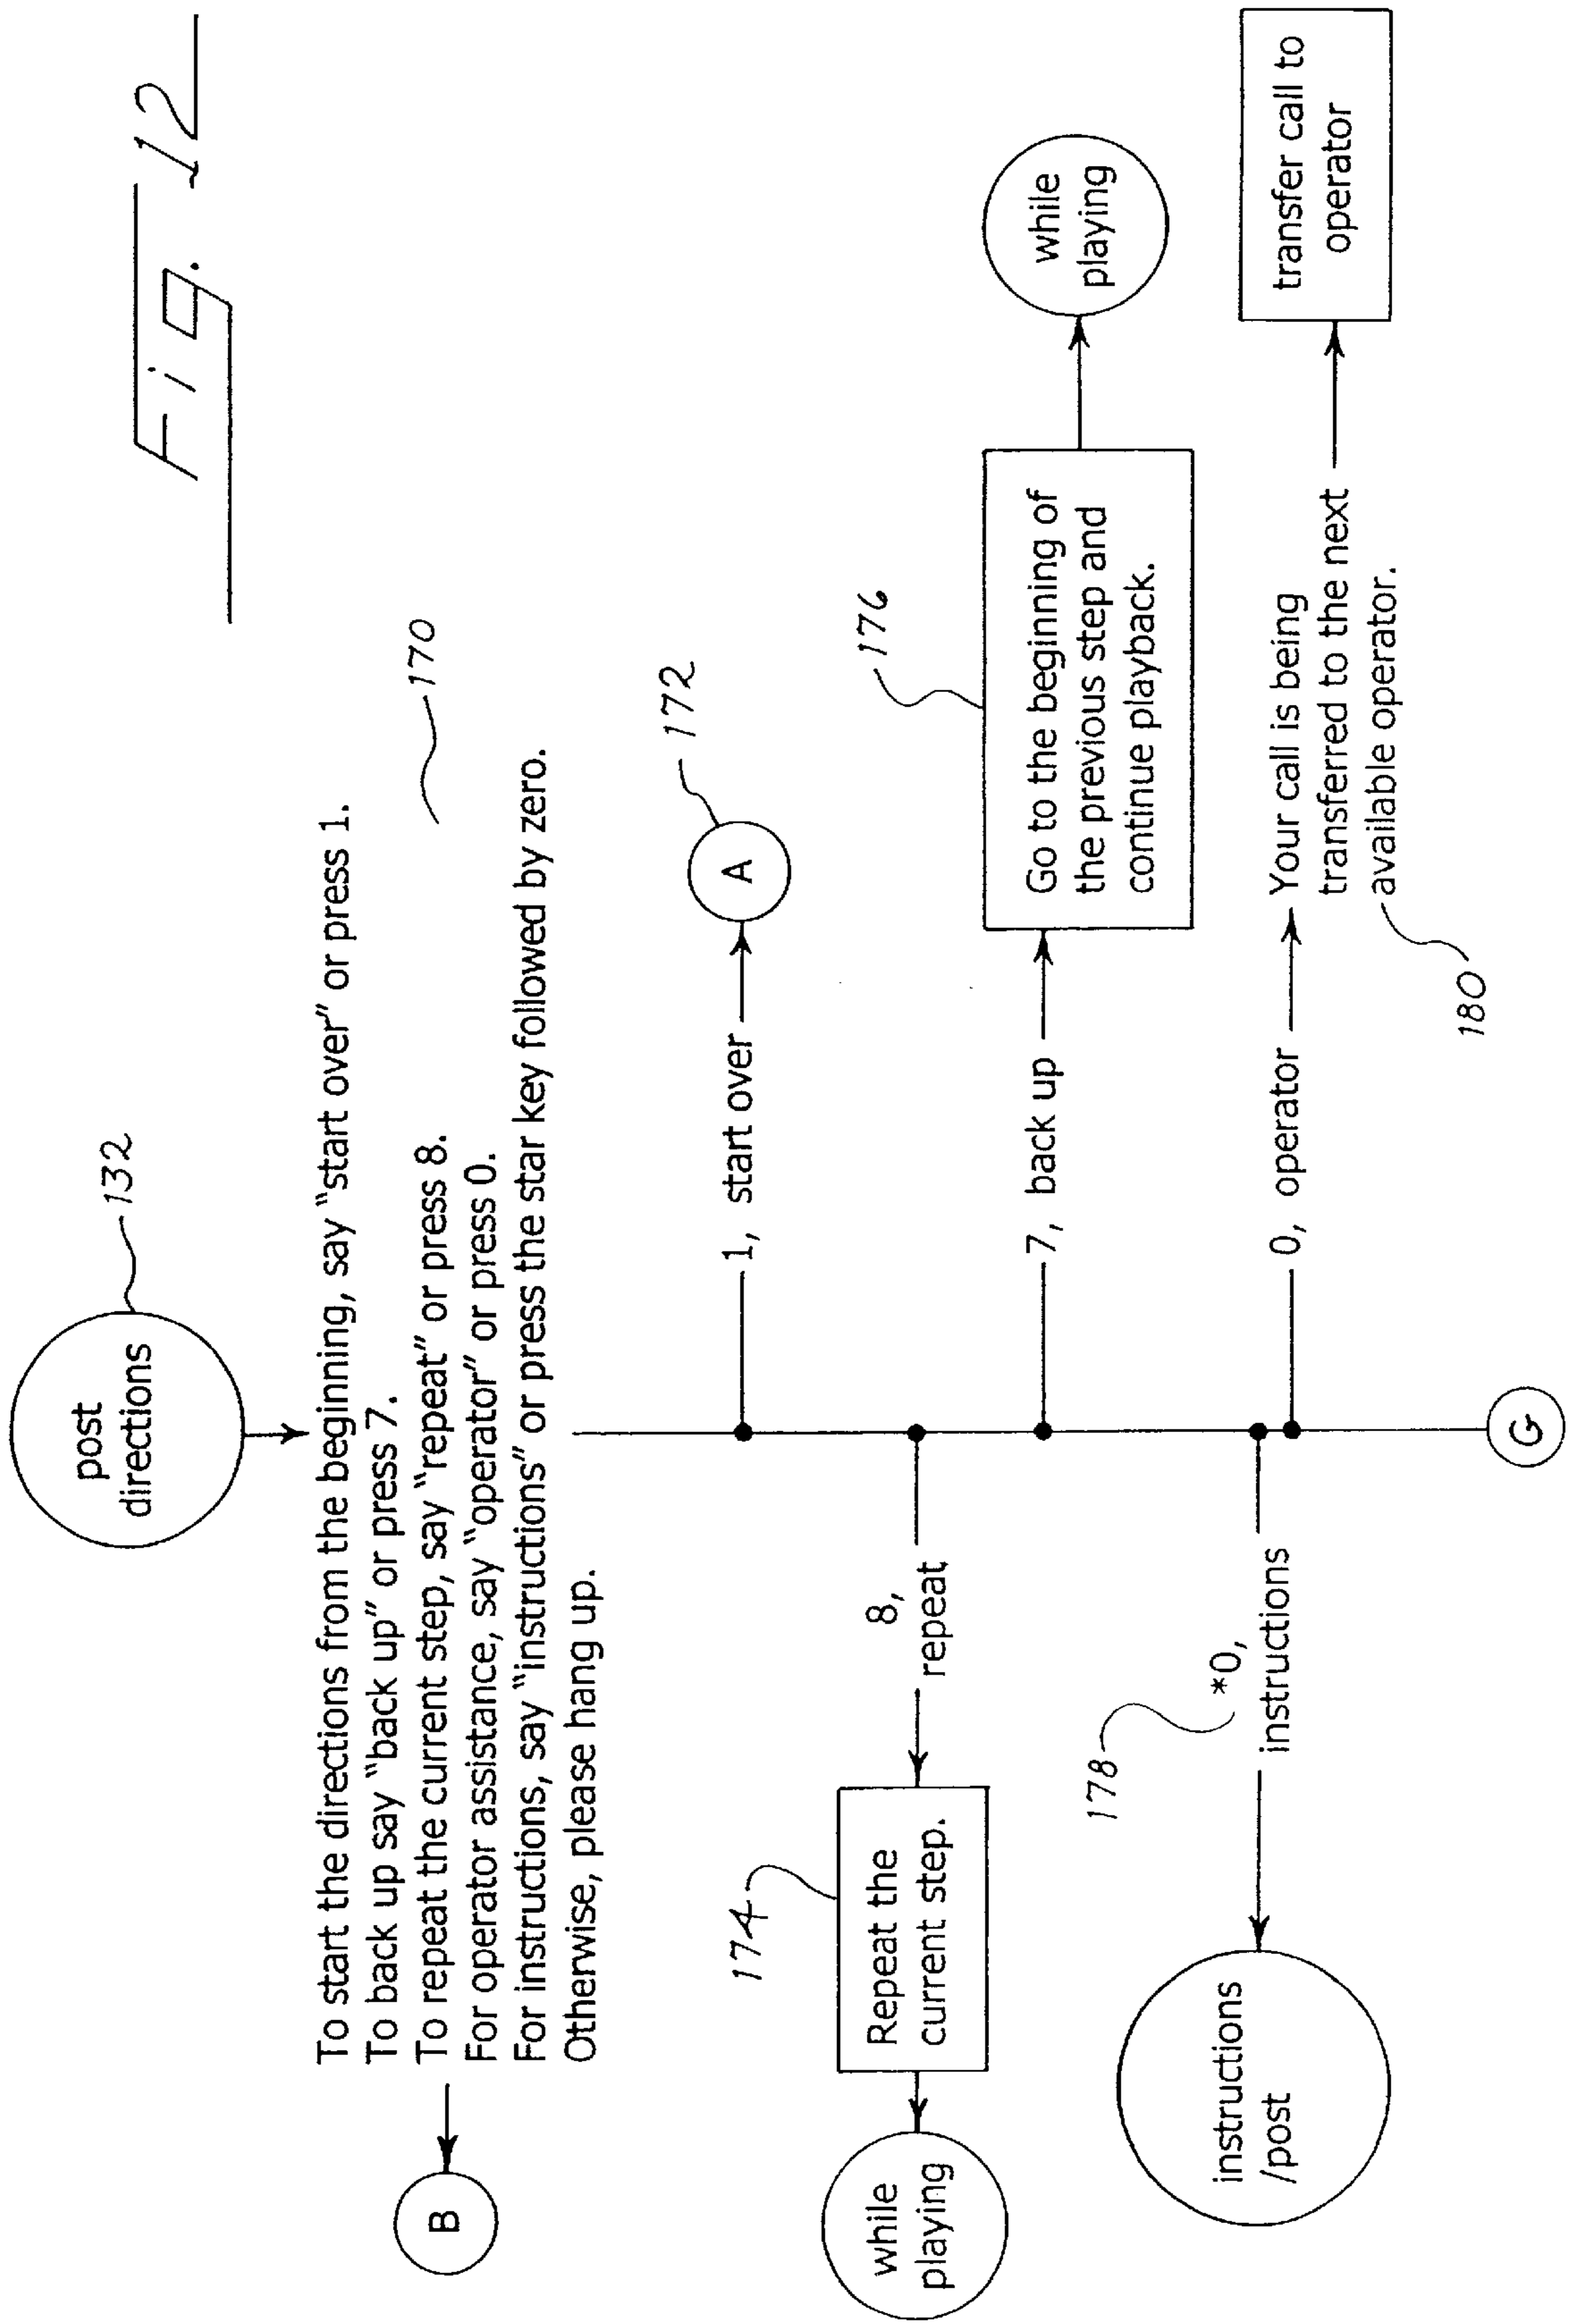 Fig. 12
post
directions
132
To start the directions from the beginning, say "start over" or press 1.
To back up say "back up" or press 7.
To repeat the current step, say "repeat" or press 8.
For operator assistance, say "operator" or press 0.
For instructions, say "instructions" or press the star key followed by zero.
Otherwise, please hang up.
170
B
1, start over
A
172
8,
repeat
Repeat the
current step.
174
while
playing
7, back up
Go to the beginning of
the previous step and
continue playback.
176
while
playing
*0,
instructions
178
instructions
/post
0, operator
Your call is being
transferred to the next
available operator.
180
transfer call to
operator
G